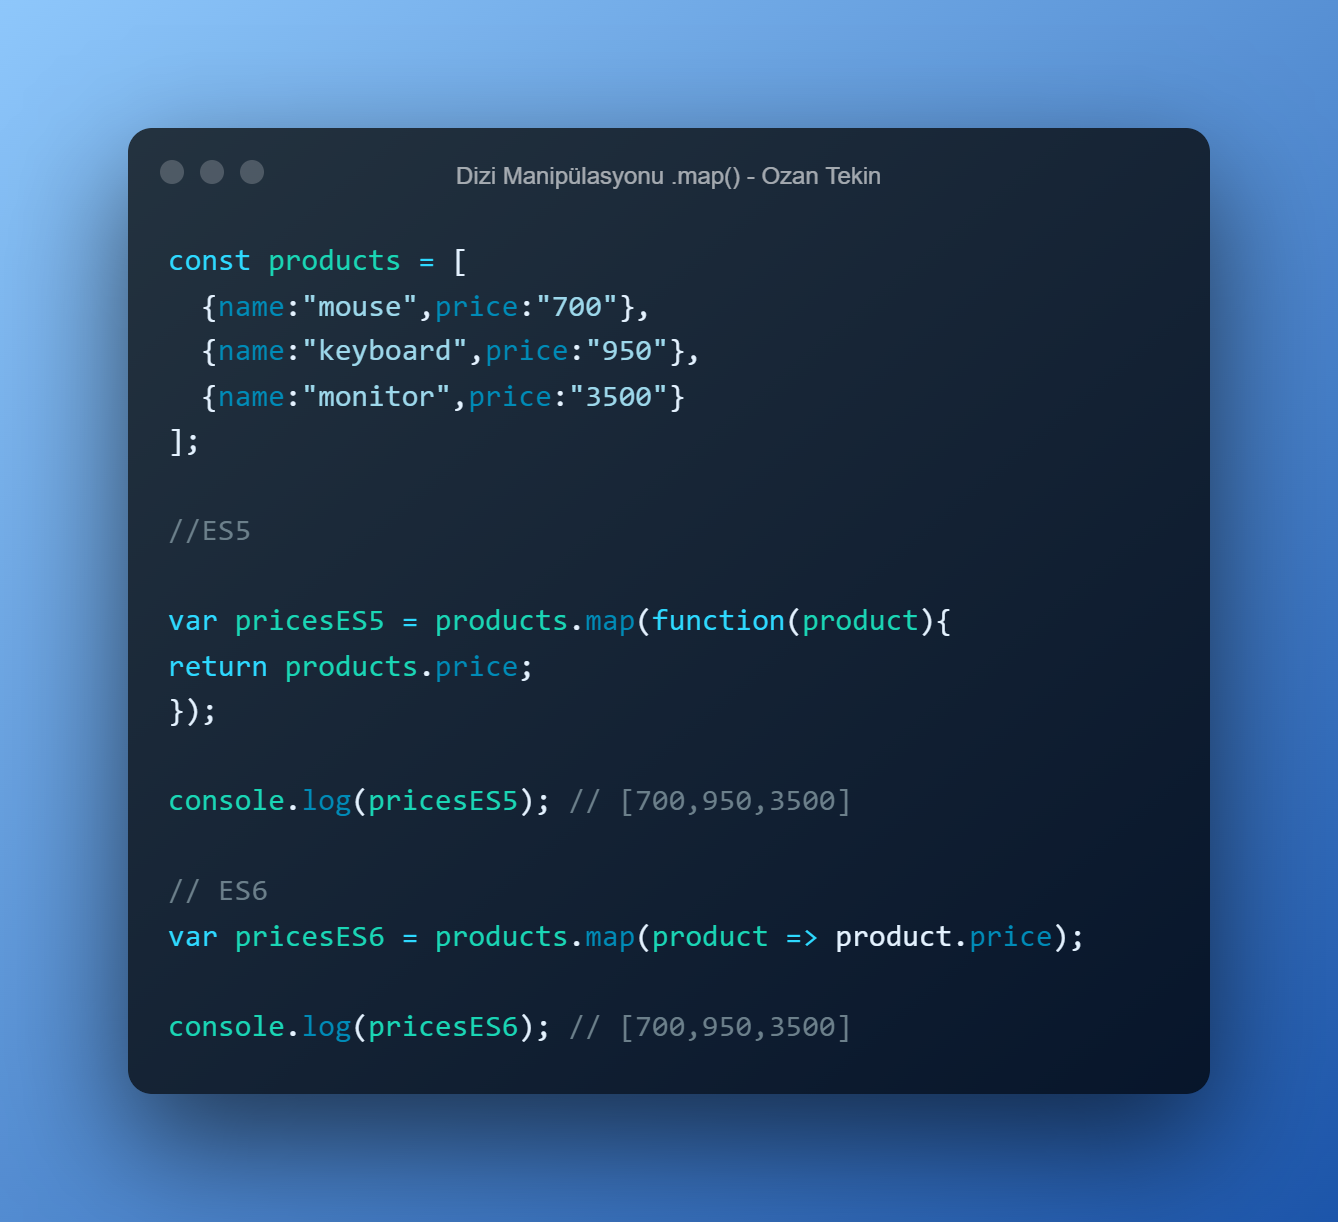 Dizi Manipülasyonu .map() - Ozan Tekin
const products = [
  {name:"mouse",price:"700"},
  {name:"keyboard",price:"950"},
  {name:"monitor",price:"3500"}
];
//ES5
var pricesES5 = products.map(function(product){
return products.price;
});
console.log(pricesES5); // [700,950,3500]
// ES6
var pricesES6 = products.map(product => product.price);
console.log(pricesES6); // [700,950,3500]